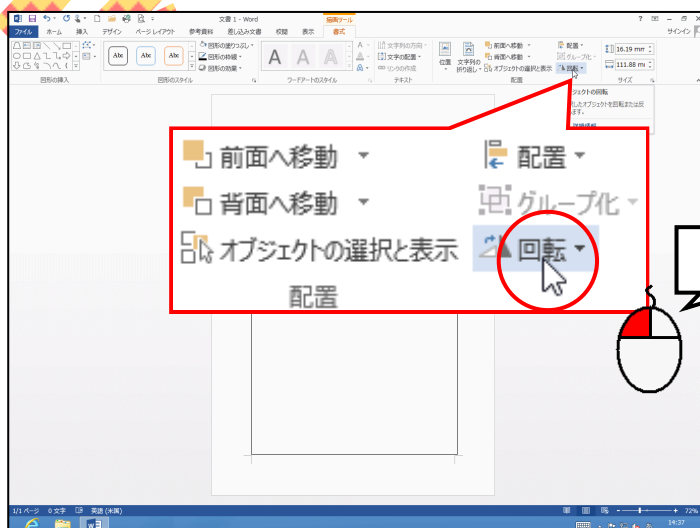 文書 1 - Word
描画ツール
サインイン
ファイル ホーム 挿入 デザイン ページ レイアウト 参考資料 差し込み文書 校閲 表示 書式
Abc Abc Abc
図形の塗りつぶし
図形の枠線
図形の効果
A A A
文字列の方向
文字の配置
リンクの作成
位置
文字列の
折り返し
前面へ移動
背面へ移動
オブジェクトの選択と表示
配置
グループ化
回転
16.19 mm
111.88 mm
図形の挿入 図形のスタイル ワードアートのスタイル テキスト 配置 サイズ
前面へ移動 配置
背面へ移動 グループ化
オブジェクトの選択と表示 回転
配置
1/1 ページ 0 文字 英語 (米国)
72%
14:37